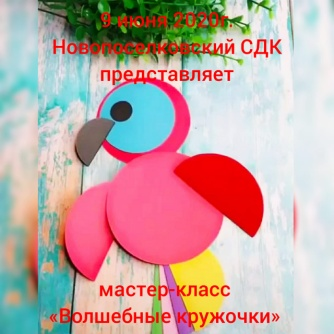 9 июня 2020г.
Новопоселковский СДК
представляет
мастер-класс
«Волшебные кружочки»